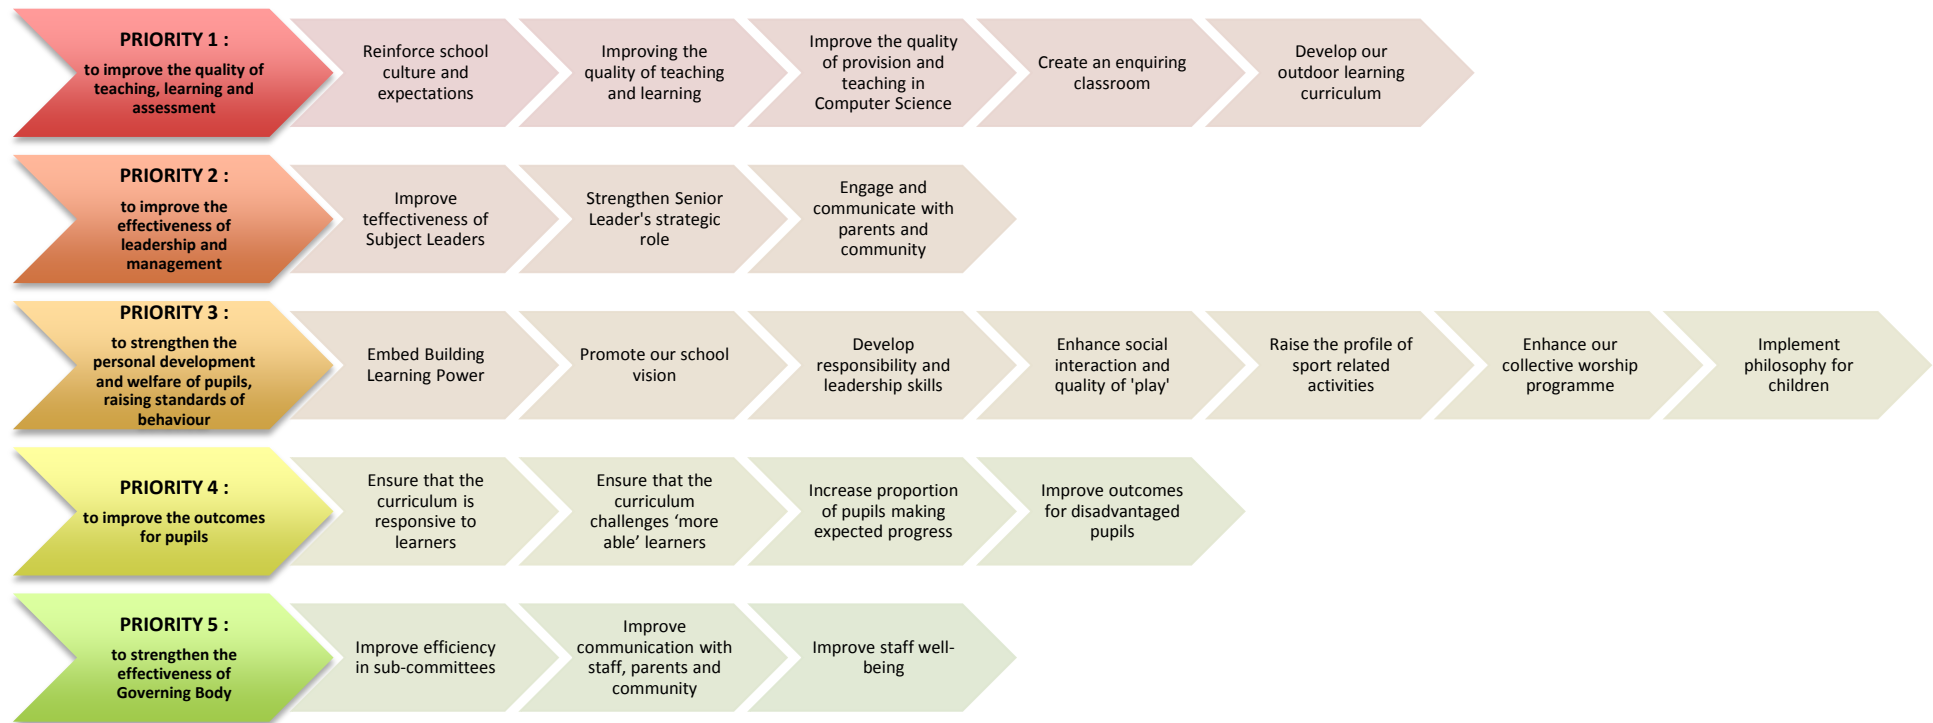 PRIORITY 1 :
to improve the quality of
teaching, learning and
assessment
Reinforce school
culture and
expectations
Improving the
quality of teaching
and learning
Improve the quality
of provision and
teaching in
Computer Science
Create an enquiring
classroom
Develop our
outdoor learning
curriculum
PRIORITY 2 :
to improve the
effectiveness of
leadership and
management
Improve
teffectiveness of
Subject Leaders
Strengthen Senior
Leader's strategic
role
Engage and
communicate with
parents and
community
PRIORITY 3 :
to strengthen the
personal development
and welfare of pupils,
raising standards of
behaviour
Embed Building
Learning Power
Promote our school
vision
Develop
responsibility and
leadership skills
Enhance social
interaction and
quality of 'play'
Raise the profile of
sport related
activities
Enhance our
collective worship
programme
Implement
philosophy for
children
PRIORITY 4 :
to improve the outcomes
for pupils
Ensure that the
curriculum is
responsive to
learners
Ensure that the
curriculum
challenges ‘more
able’ learners
Increase proportion
of pupils making
expected progress
Improve outcomes
for disadvantaged
pupils
PRIORITY 5 :
to strengthen the
effectiveness of
Governing Body
Improve efficiency
in sub-committees
Improve
communication with
staff, parents and
community
Improve staff well-
being